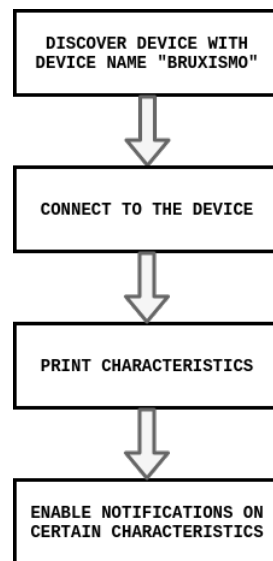 DISCOVER DEVICE WITH
DEVICE NAME "BRUXISMO"
CONNECT TO THE DEVICE
PRINT CHARACTERISTICS
ENABLE NOTIFICATIONS ON
CERTAIN CHARACTERISTICS